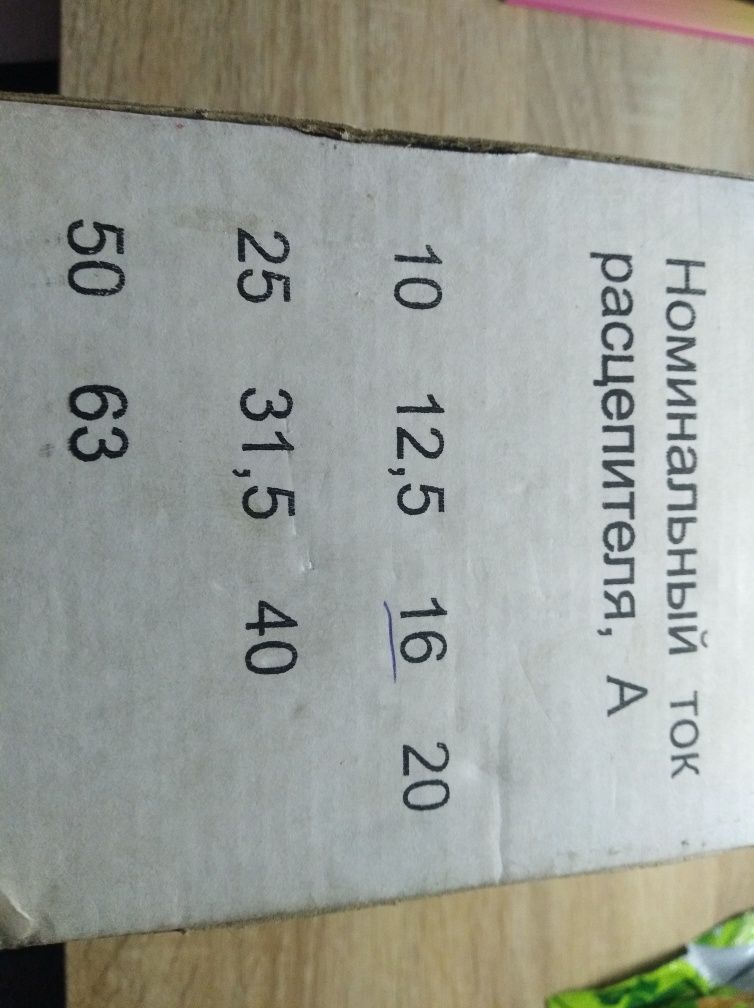 Номинальный ток
расцепителя, А
10 12,5 16 20
25 31,5 40
50 63